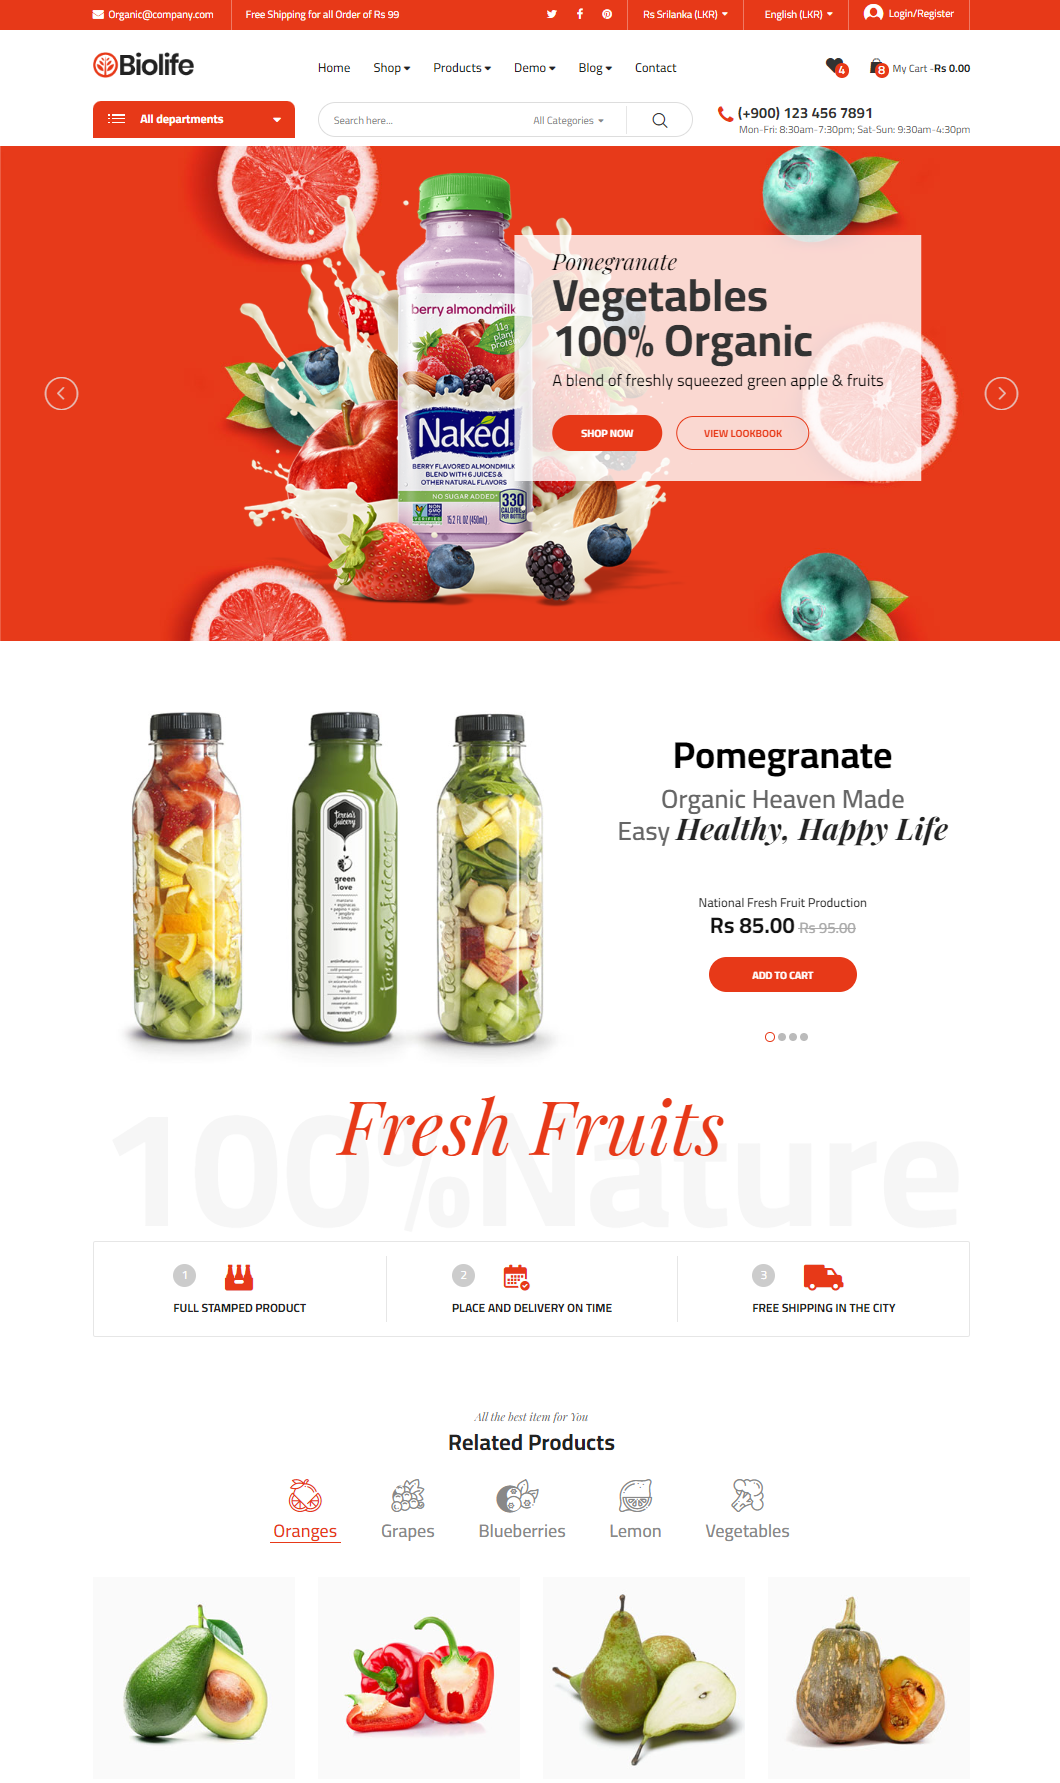 Organic@company.com
Free Shipping for all Order of Rs 99
Rs Srilanka (LKR)
English (LKR)
Login/Register
Biolife
Home
Shop
Products
Demo
Blog
Contact
4
8
My Cart -Rs 0.00
All departments
Search here...
All Categories
(+900) 123 456 7891
Mon-Fri: 8:30am-7:30pm; Sat-Sun: 9:30am-4:30pm
berry almondmilk
11g
plant
protein
Naked
BERRY FLAVORED ALMONDMILK
BLEND WITH 6 JUICES &
OTHER NATURAL FLAVORS
NO SUGAR ADDED*
NON
GMO
VERIFIED
15.2 FL OZ (450mL)
330
CALORIES
PER BOTTLE
Pomegranate
Vegetables
100% Organic
A blend of freshly squeezed green apple & fruits
SHOP NOW
VIEW LOOKBOOK
teresa's
juicery
green
love
teresa's juicery
teresa's juicery
Pomegranate
Organic Heaven Made
Easy Healthy, Happy Life
National Fresh Fruit Production
Rs 85.00 Rs 95.00
ADD TO CART
100%Nature
Fresh Fruits
1
FULL STAMPED PRODUCT
2
PLACE AND DELIVERY ON TIME
3
FREE SHIPPING IN THE CITY
All the best item for You
Related Products
Oranges
Grapes
Blueberries
Lemon
Vegetables